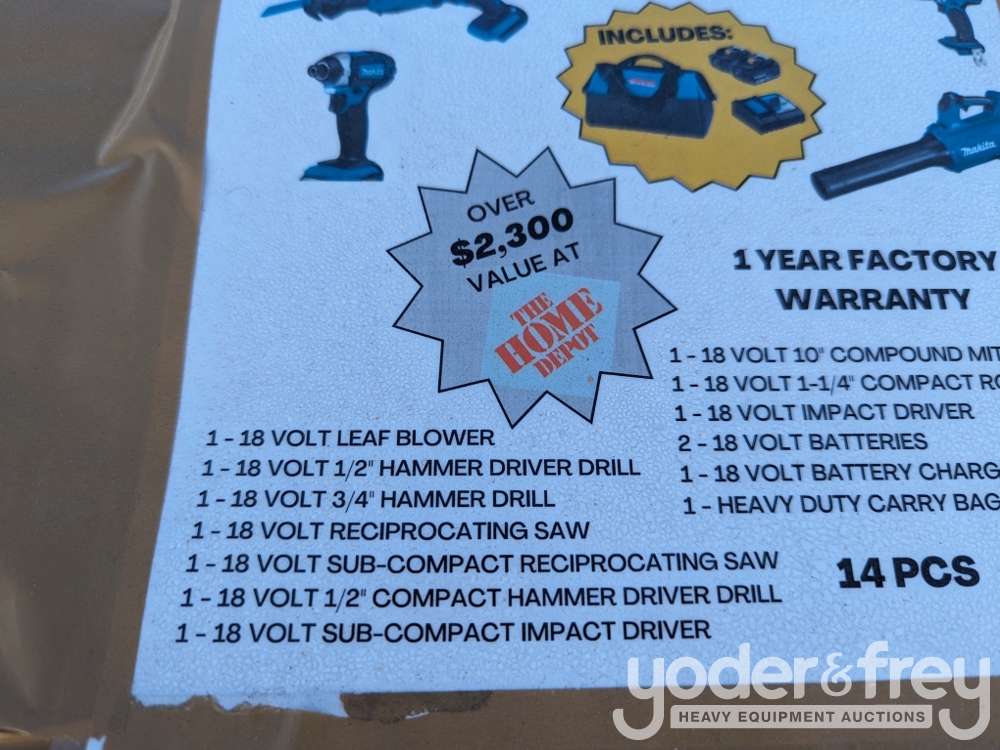 INCLUDES:
makita
makita
OVER
$2,300
VALUE AT
THE
HOME
DEPOT
1 YEAR FACTORY
WARRANTY
1 - 18 VOLT LEAF BLOWER
1 - 18 VOLT 1/2" HAMMER DRIVER DRILL
1 - 18 VOLT 3/4" HAMMER DRILL
1 - 18 VOLT RECIPROCATING SAW
1 - 18 VOLT SUB-COMPACT RECIPROCATING SAW
1 - 18 VOLT 1/2" COMPACT HAMMER DRIVER DRILL
1 - 18 VOLT SUB-COMPACT IMPACT DRIVER
1 - 18 VOLT 10" COMPOUND MIT
1 - 18 VOLT 1-1/4" COMPACT RO
1 - 18 VOLT IMPACT DRIVER
2 - 18 VOLT BATTERIES
1 - 18 VOLT BATTERY CHARG
1 - HEAVY DUTY CARRY BAG
14 PCS
yoder&frey
HEAVY EQUIPMENT AUCTIONS